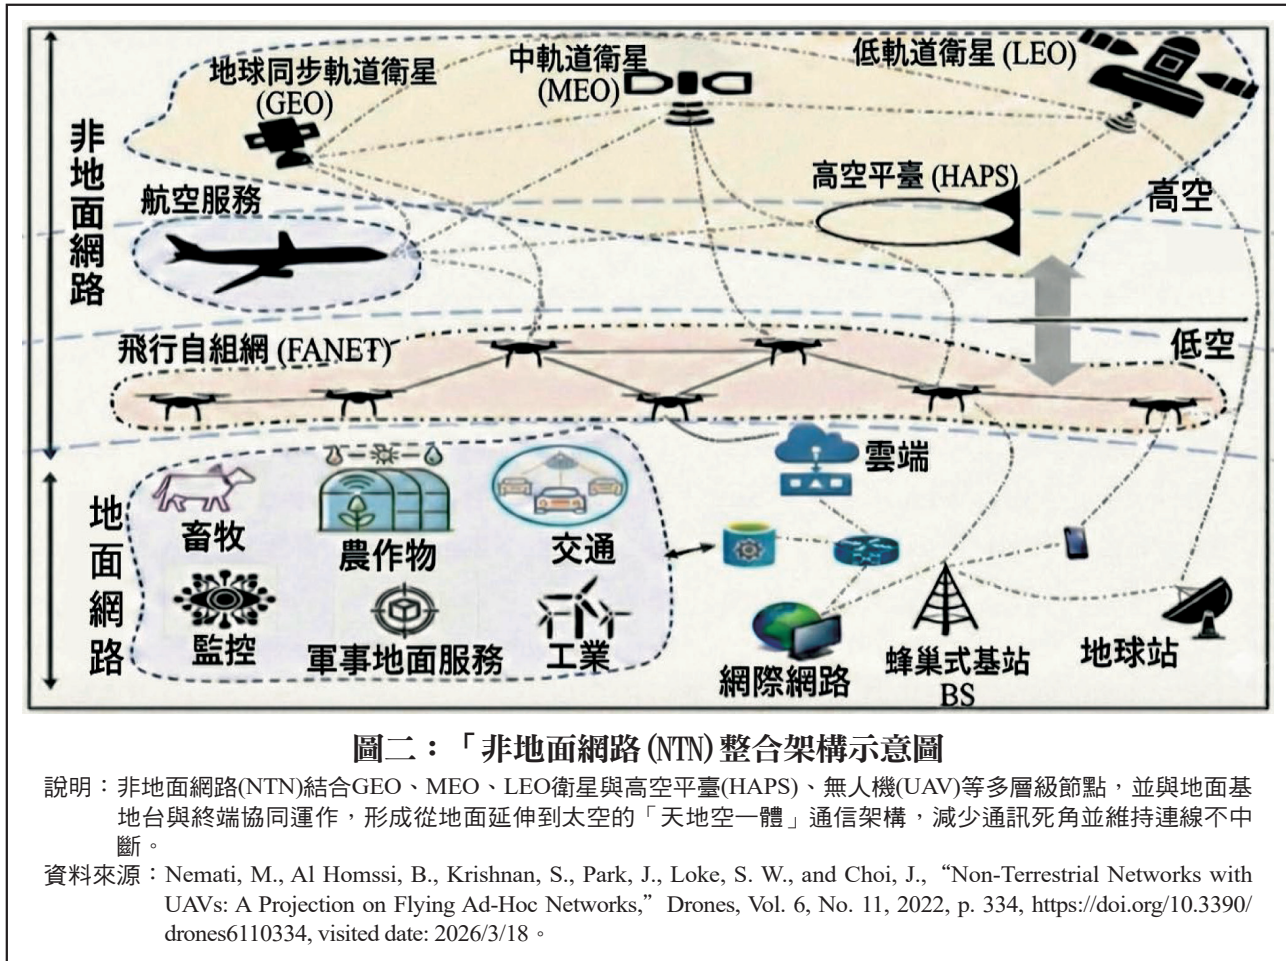 地球同步軌道衛星
(GEO)
中軌道衛星
(MEO)
低軌道衛星 (LEO)
非地面網路
航空服務
高空平臺 (HAPS)
高空
飛行自組網 (FANET)
低空
地面網路
畜牧
農作物
交通
雲端
監控
軍事地面服務
工業
網際網路
蜂巢式基站
BS
地球站
圖二：「非地面網路(NTN)整合架構示意圖
說明：非地面網路(NTN)結合GEO、MEO、LEO衛星與高空平臺(HAPS)、無人機(UAV)等多層級節點，並與地面基
地台與終端協同運作，形成從地面延伸到太空的「天地空一體」通信架構，減少通訊死角並維持連線不中
斷。
資料來源：Nemati, M., Al Homssi, B., Krishnan, S., Park, J., Loke, S. W., and Choi, J., “Non-Terrestrial Networks with
UAVs: A Projection on Flying Ad-Hoc Networks,” Drones, Vol. 6, No. 11, 2022, p. 334, https://doi.org/10.3390/
drones6110334, visited date: 2026/3/18。